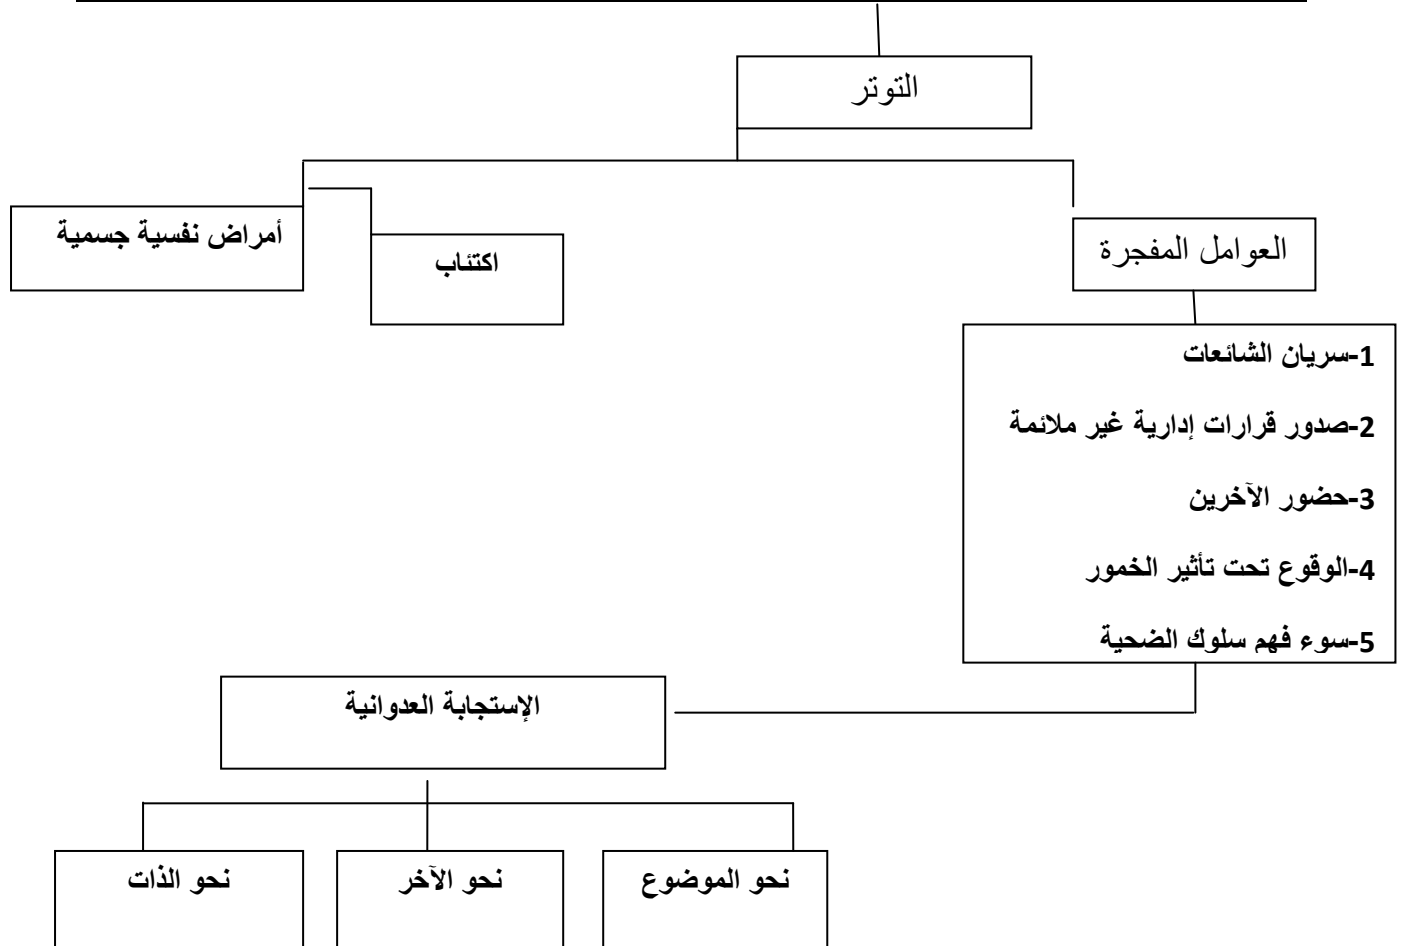 التوتر
العوامل المفجرة
اكتئاب
أمراض نفسية جسمية
1-سريان الشائعات
2-صدور قرارات إدارية غير ملائمة
3-حضور الآخرين
4-الوقوع تحت تأثير الخمور
5-سوء فهم سلوك الضحية
الإستجابة العدوانية
نحو الموضوع
نحو الآخر
نحو الذات